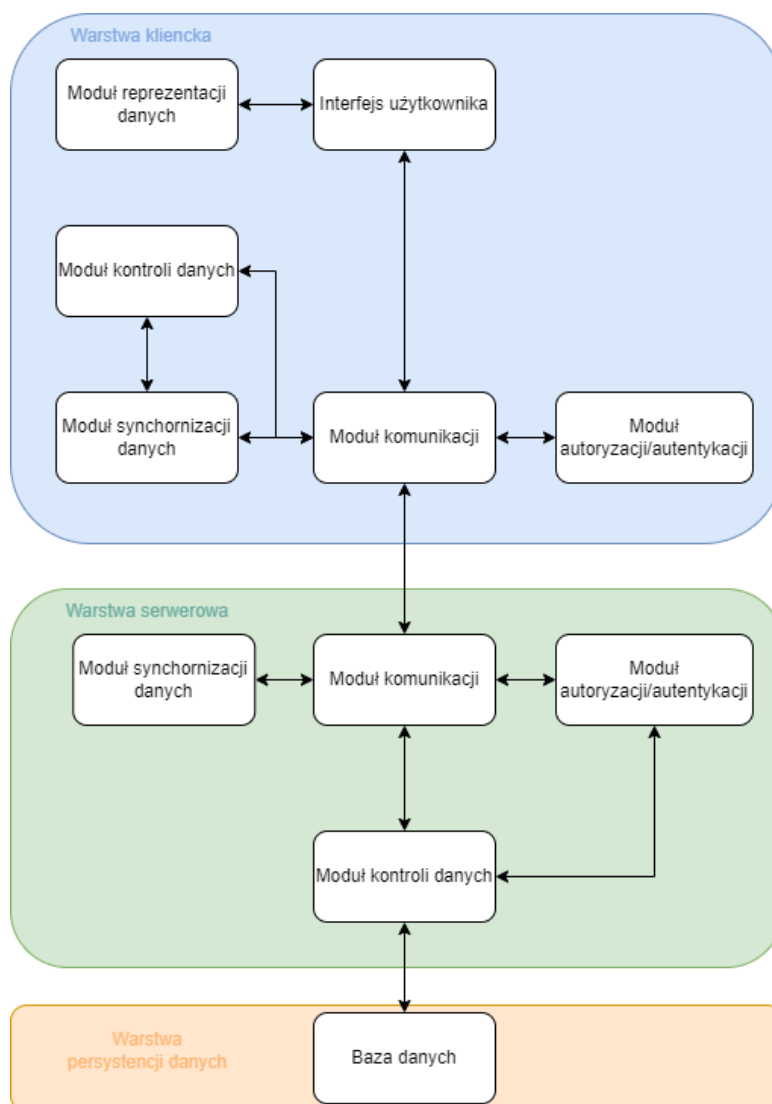 Warstwa kliencka
Moduł reprezentacji
danych
Interfejs użytkownika
Moduł kontroli danych
Moduł synchornizacji
danych
Moduł komunikacji
Moduł
autoryzacji/autentykacji
Warstwa serwerowa
Moduł synchornizacji
danych
Moduł komunikacji
Moduł
autoryzacji/autentykacji
Moduł kontroli danych
Warstwa
persystencji danych
Baza danych